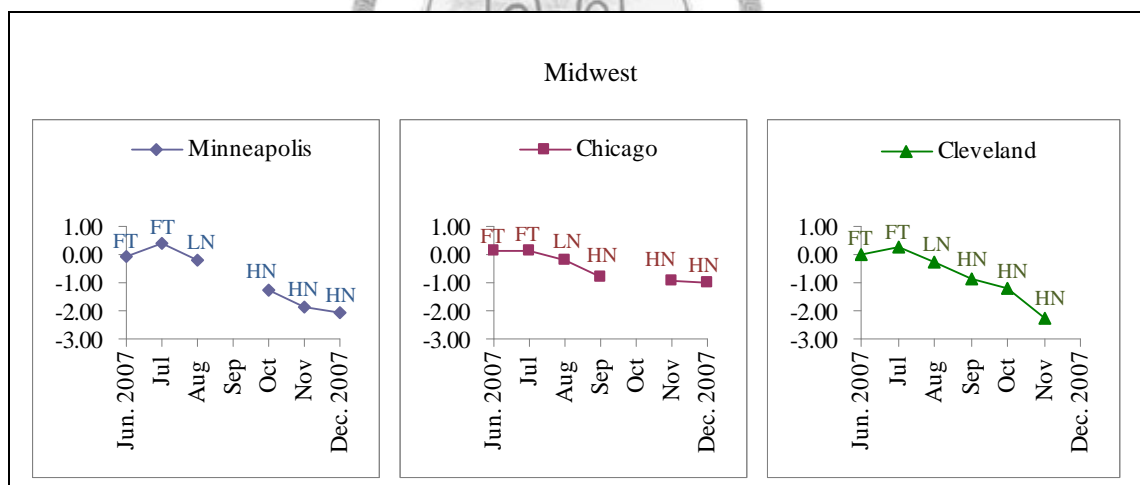 Midwest
Minneapolis
1.00
0.00
-1.00
-2.00
-3.00
FT
FT
LN
HN
HN
HN
Jun. 2007
Jul
Aug
Sep
Oct
Nov
Dec. 2007
Chicago
1.00
0.00
-1.00
-2.00
-3.00
FT
FT
LN
HN
HN
HN
Jun. 2007
Jul
Aug
Sep
Oct
Nov
Dec. 2007
Cleveland
1.00
0.00
-1.00
-2.00
-3.00
FT
FT
LN
HN
HN
HN
Jun. 2007
Jul
Aug
Sep
Oct
Nov
Dec. 2007